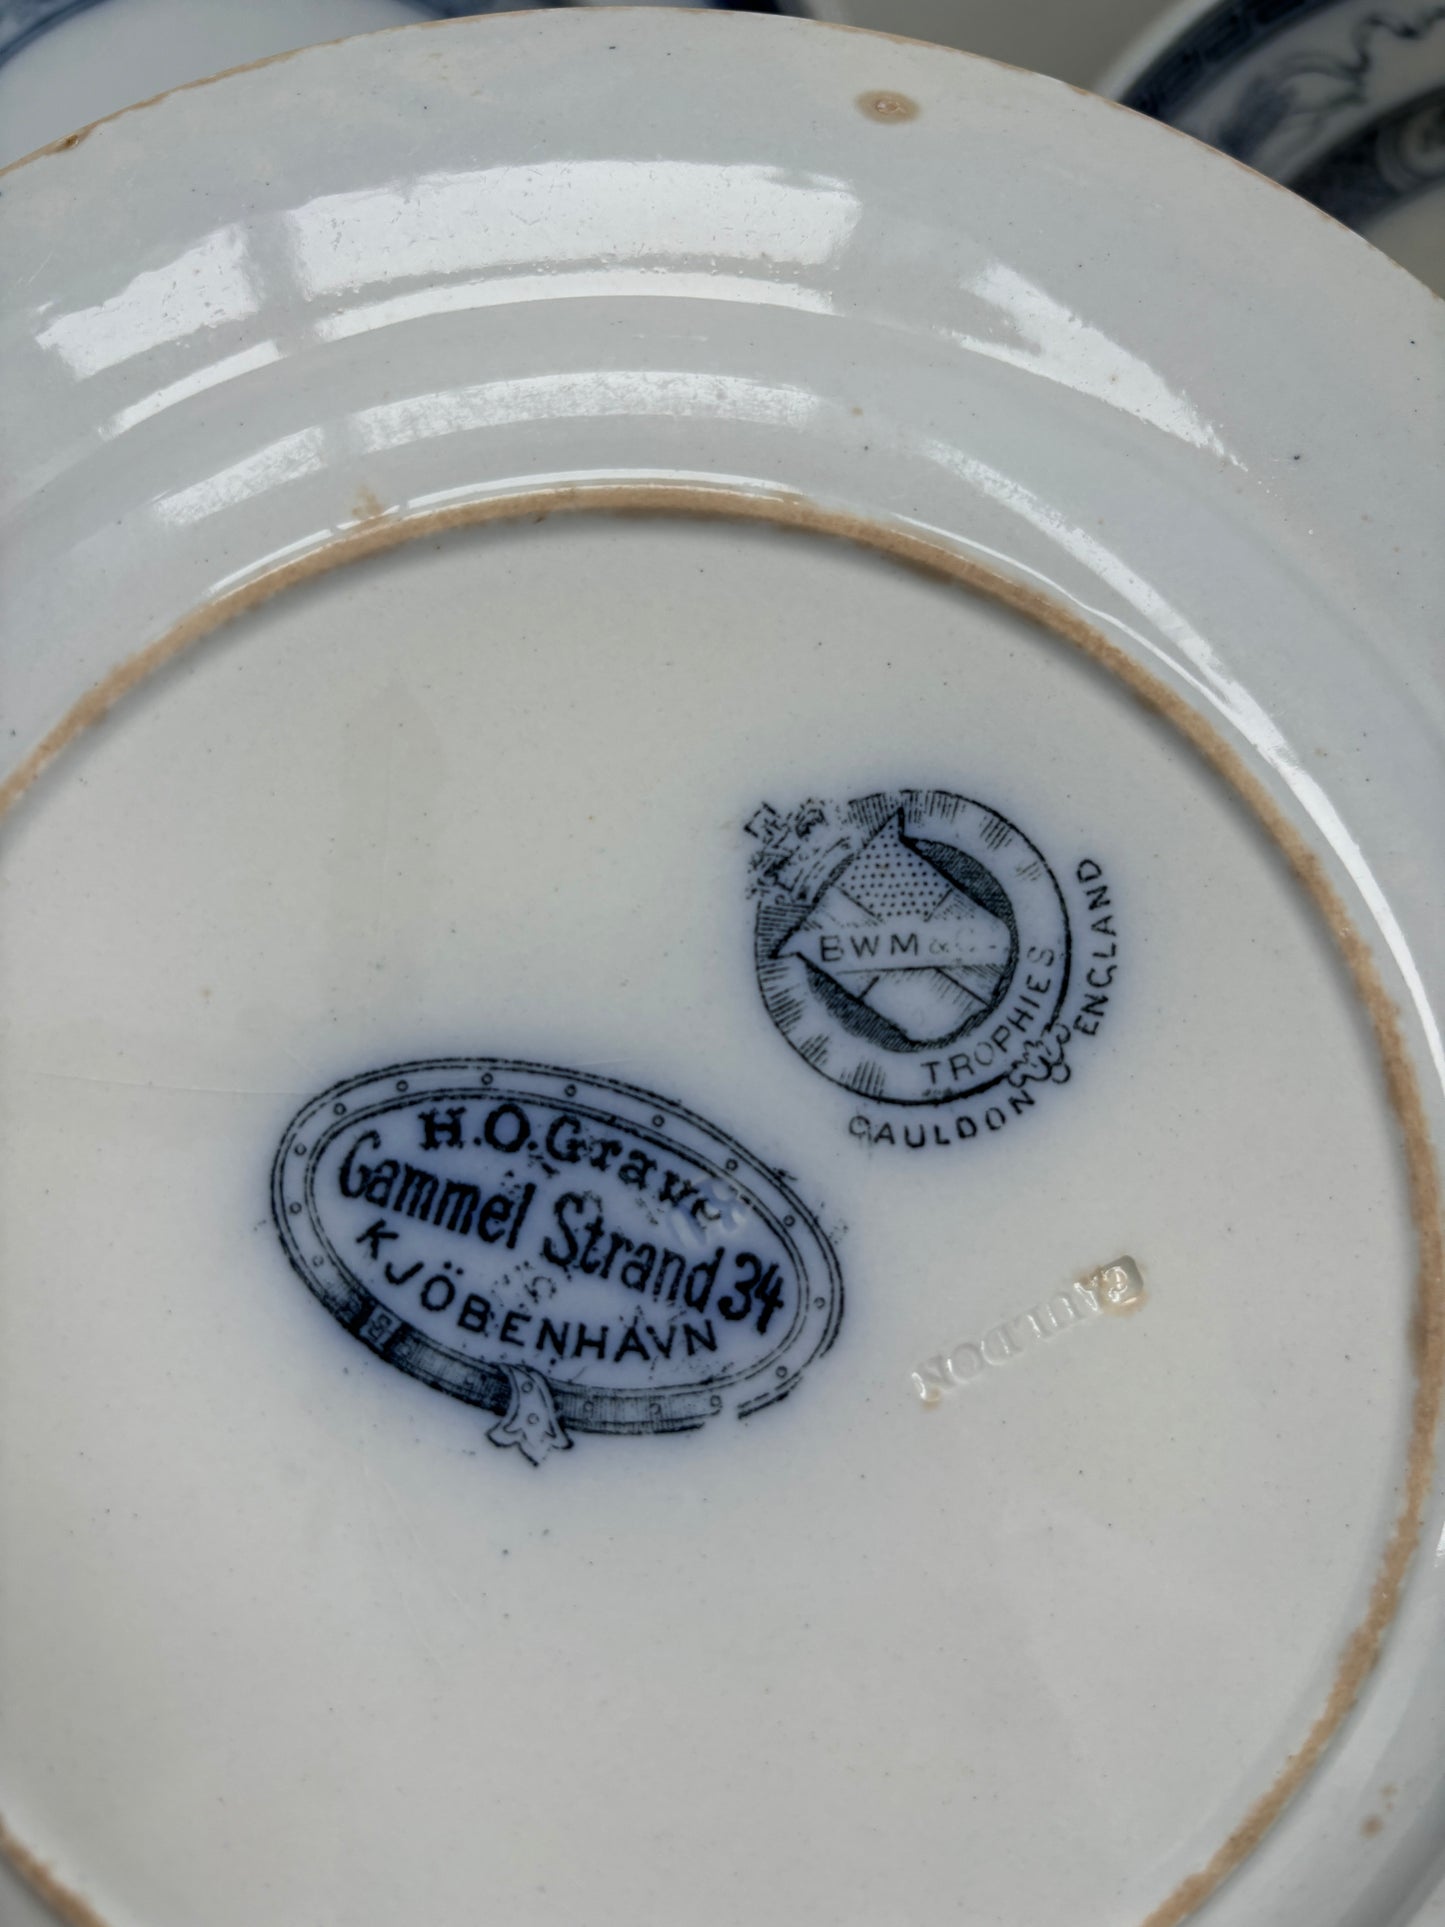 BWM & C
TROPHIES
CAULDON ENGLAND
H.O. Grave
Gammel Strand 34
KJÖBENHAVN
CAULDON